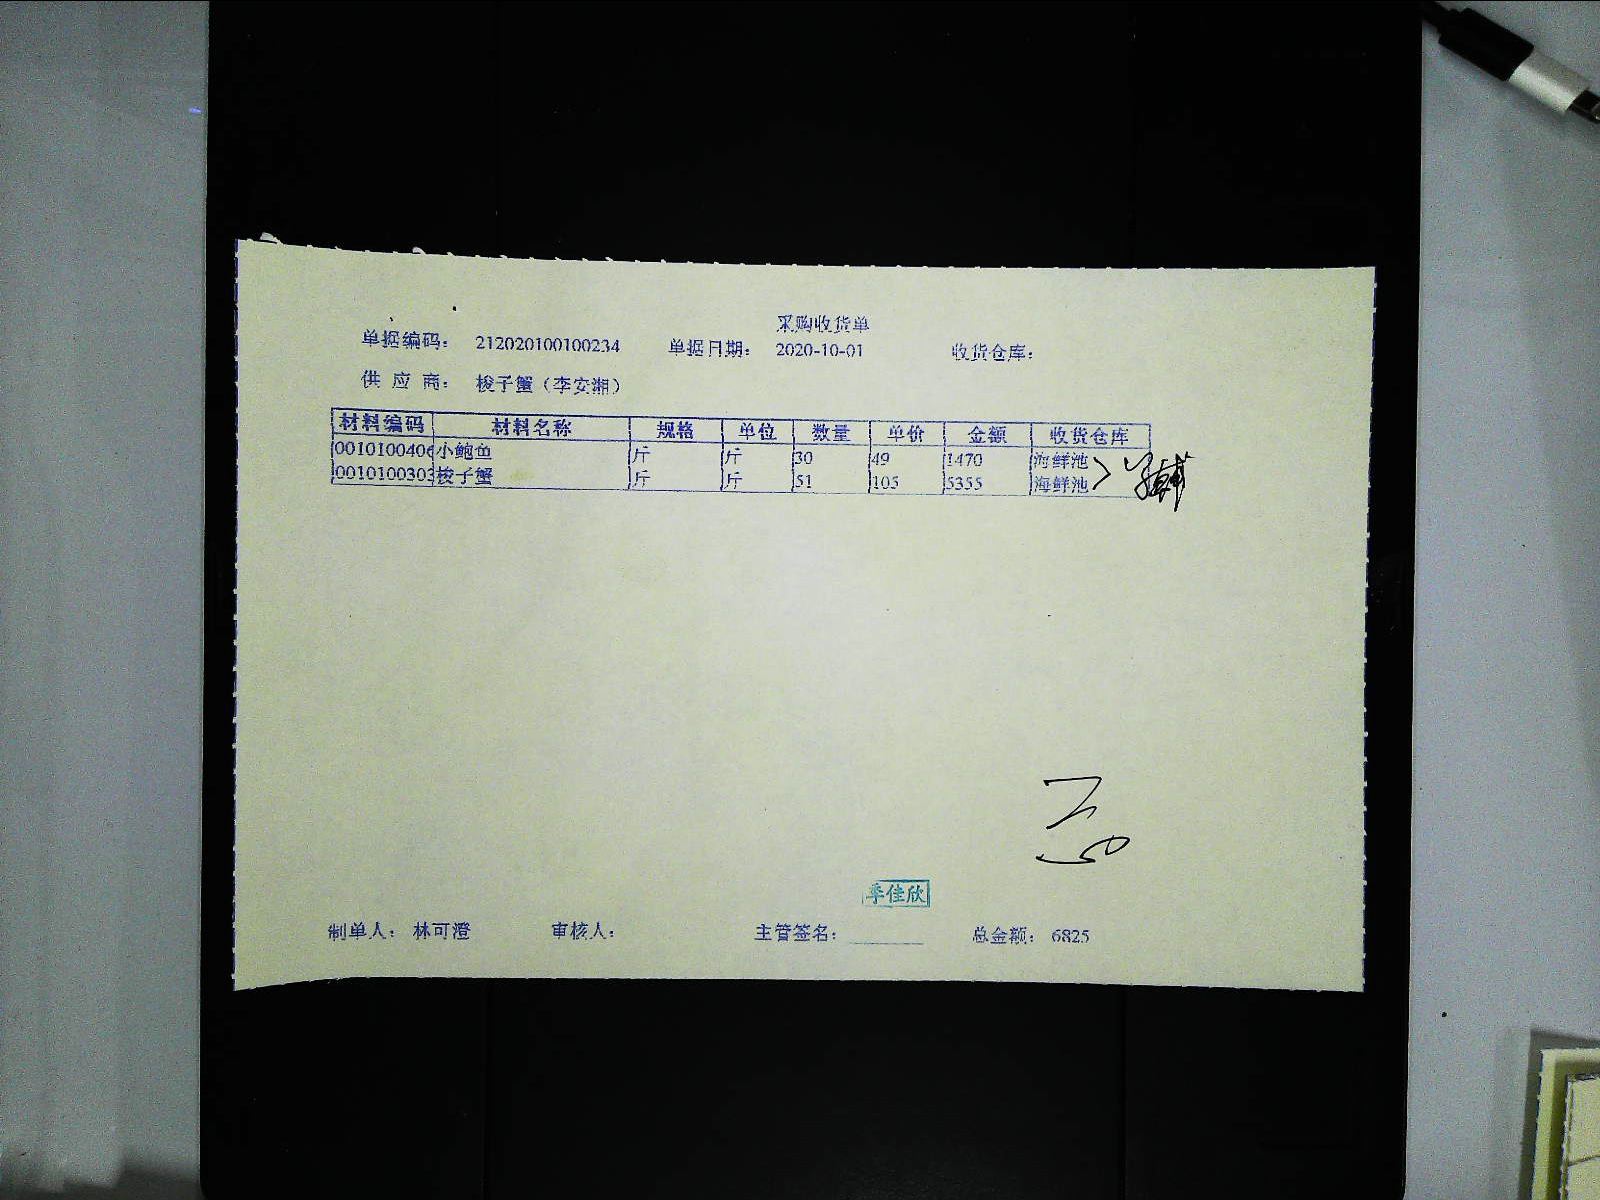 采购收货单
单据编码： 212020100100234 单据日期： 2020-10-01 收货仓库：
供 应 商： 梭子蟹（李安湘）
材料编码 材料名称 规格 单位 数量 单价 金额 收货仓库
0010100406 小鲍鱼 斤 斤 30 49 1470 海鲜池
0010100303 梭子蟹 斤 斤 51 105 5355 海鲜池
季佳欣
制单人： 林可澄 审核人： 主管签名： 总金额： 6825